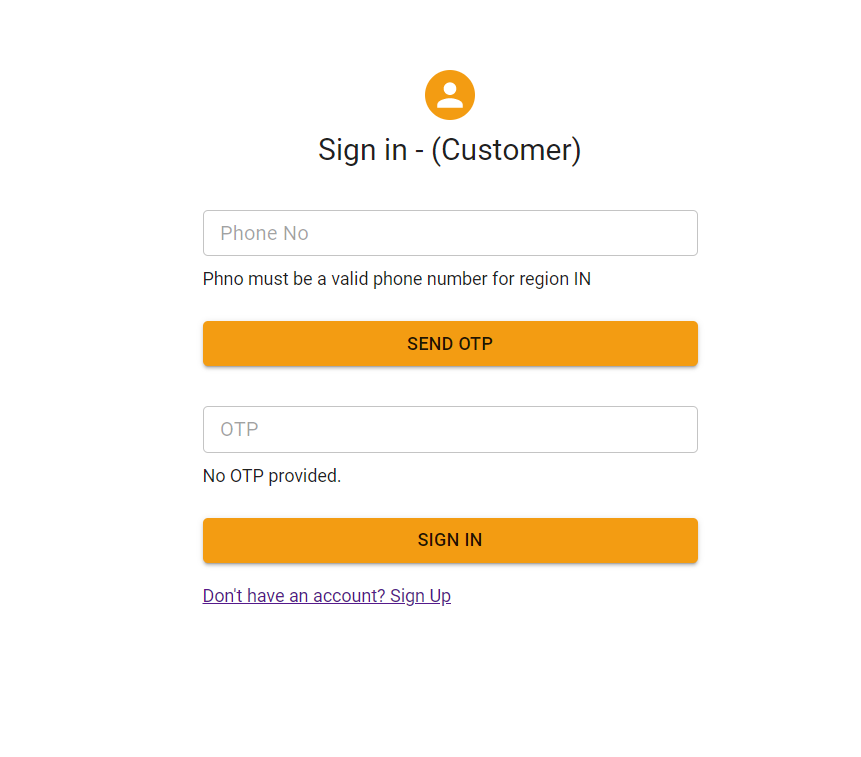 Sign in - (Customer)
Phone No
Phno must be a valid phone number for region IN
SEND OTP
OTP
No OTP provided.
SIGN IN
Don't have an account? Sign Up